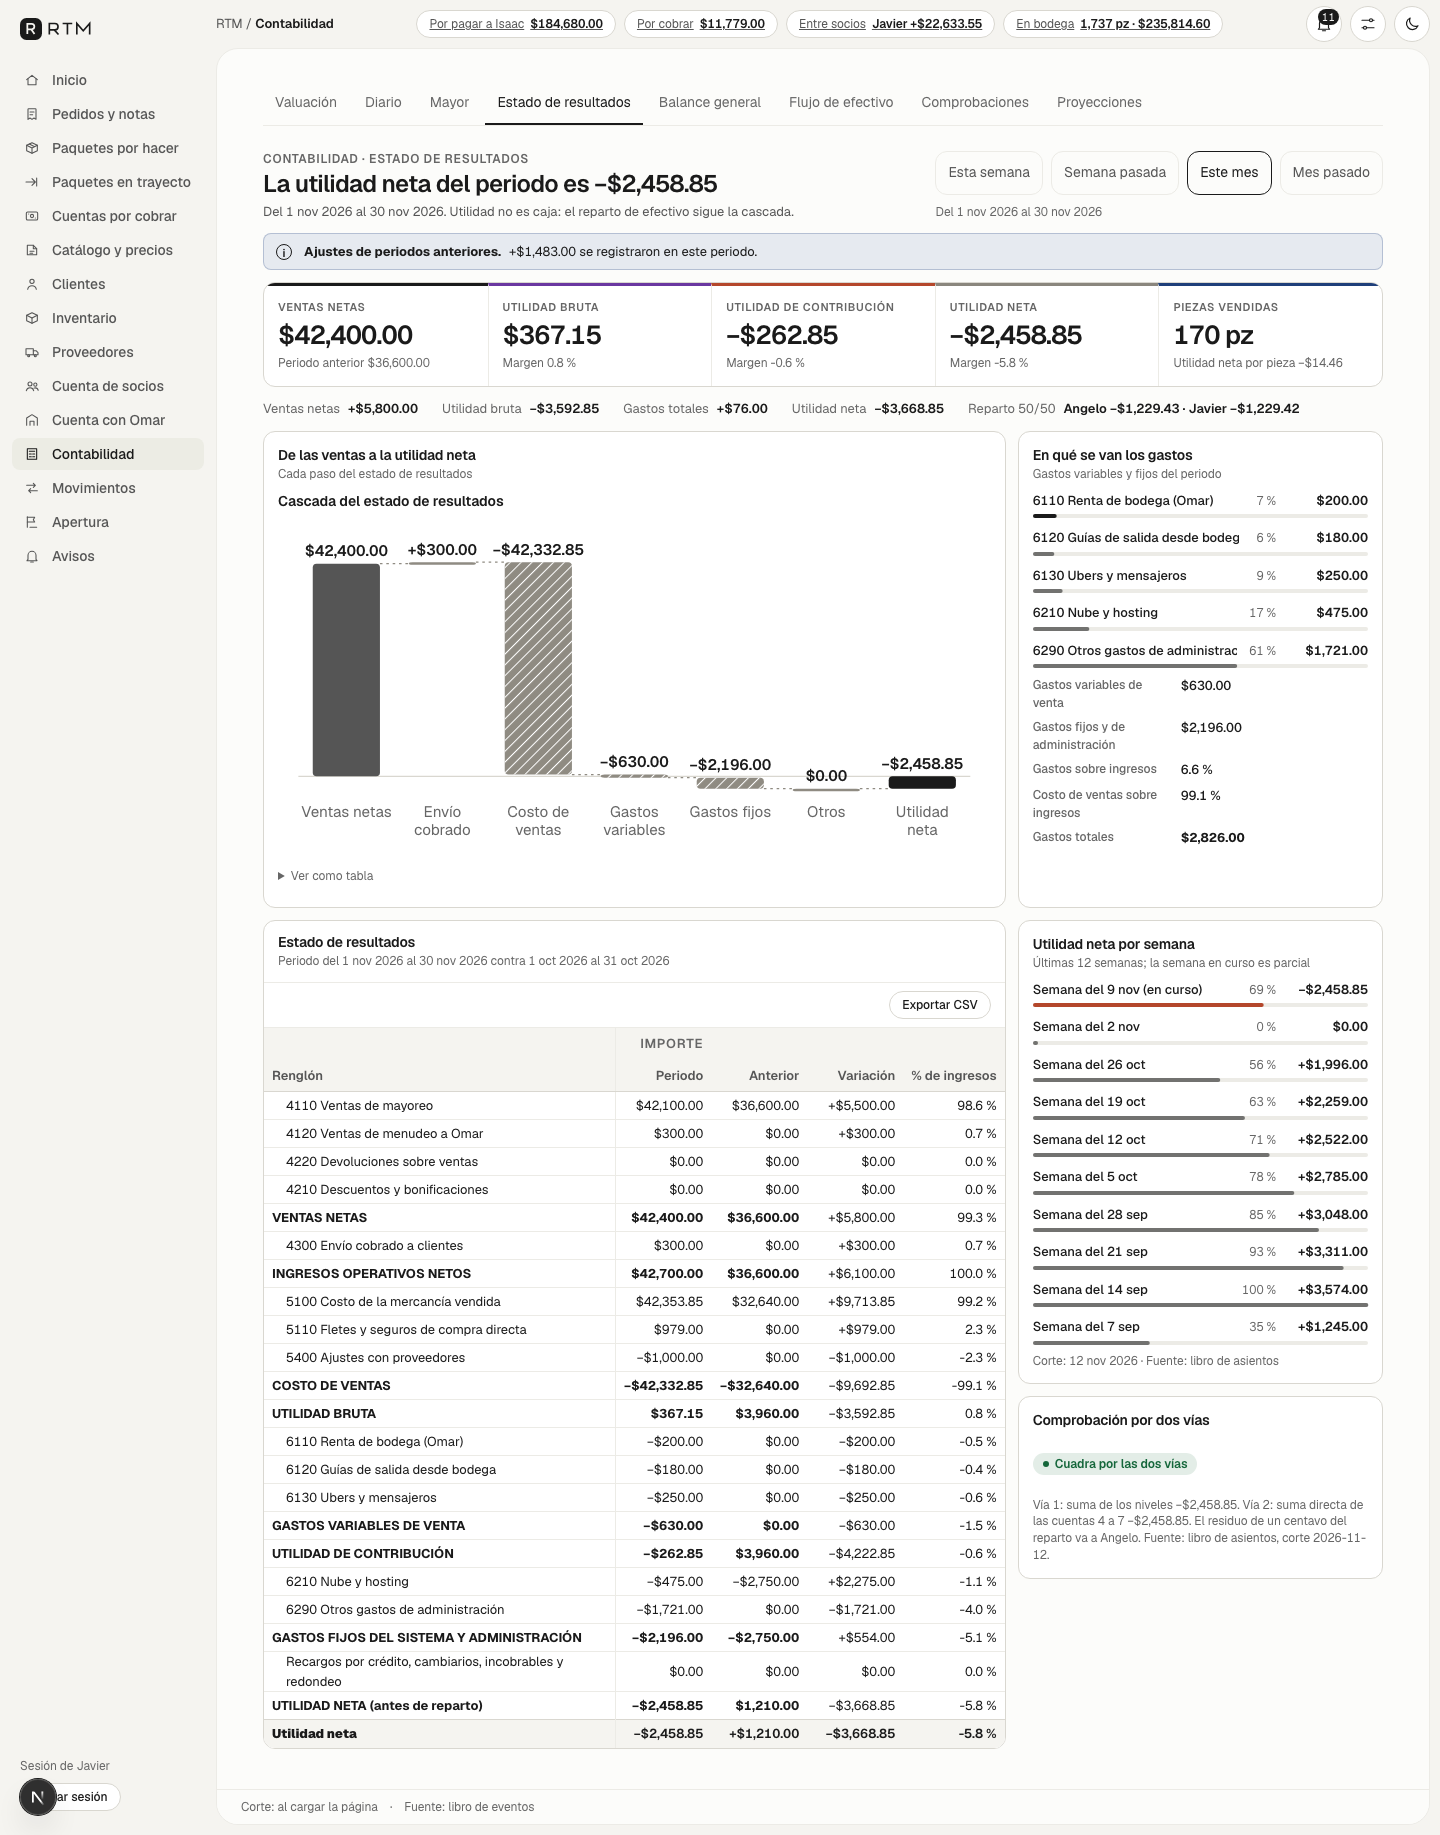 R RTM
RTM / Contabilidad
Por pagar a Isaac $184,680.00
Por cobrar $11,779.00
Entre socios Javier +$22,633.55
En bodega 1,737 pz · $235,814.60
11
Inicio
Pedidos y notas
Paquetes por hacer
Paquetes en trayecto
Cuentas por cobrar
Catálogo y precios
Clientes
Inventario
Proveedores
Cuenta de socios
Cuenta con Omar
Contabilidad
Movimientos
Apertura
Avisos
Sesión de Javier
N
ar sesión
Valuación Diario Mayor Estado de resultados Balance general Flujo de efectivo Comprobaciones Proyecciones
CONTABILIDAD · ESTADO DE RESULTADOS
La utilidad neta del periodo es −$2,458.85
Del 1 nov 2026 al 30 nov 2026. Utilidad no es caja: el reparto de efectivo sigue la cascada.
Esta semana Semana pasada Este mes Mes pasado
Del 1 nov 2026 al 30 nov 2026
Ajustes de periodos anteriores. +$1,483.00 se registraron en este periodo.
VENTAS NETAS
$42,400.00
Periodo anterior $36,600.00
UTILIDAD BRUTA
$367.15
Margen 0.8 %
UTILIDAD DE CONTRIBUCIÓN
−$262.85
Margen -0.6 %
UTILIDAD NETA
−$2,458.85
Margen -5.8 %
PIEZAS VENDIDAS
170 pz
Utilidad neta por pieza −$14.46
Ventas netas +$5,800.00 Utilidad bruta −$3,592.85 Gastos totales +$76.00 Utilidad neta −$3,668.85 Reparto 50/50 Angelo −$1,229.43 · Javier −$1,229.42
De las ventas a la utilidad neta
Cada paso del estado de resultados
Cascada del estado de resultados
$42,400.00 +$300.00 −$42,332.85
−$630.00 −$2,196.00 $0.00 −$2,458.85
Ventas netas
Envío
cobrado
Costo de
ventas
Gastos
variables
Gastos fijos
Otros
Utilidad
neta
Ver como tabla
En qué se van los gastos
Gastos variables y fijos del periodo
6110 Renta de bodega (Omar) 7 % $200.00
6120 Guías de salida desde bodeg 6 % $180.00
6130 Ubers y mensajeros 9 % $250.00
6210 Nube y hosting 17 % $475.00
6290 Otros gastos de administrac 61 % $1,721.00
Gastos variables de
venta
$630.00
Gastos fijos y de
administración
$2,196.00
Gastos sobre ingresos 6.6 %
Costo de ventas sobre
ingresos
99.1 %
Gastos totales $2,826.00
Estado de resultados
Periodo del 1 nov 2026 al 30 nov 2026 contra 1 oct 2026 al 31 oct 2026
Exportar CSV
IMPORTE
Renglón Periodo Anterior Variación % de ingresos
4110 Ventas de mayoreo $42,100.00 $36,600.00 +$5,500.00 98.6 %
4120 Ventas de menudeo a Omar $300.00 $0.00 +$300.00 0.7 %
4220 Devoluciones sobre ventas $0.00 $0.00 $0.00 0.0 %
4210 Descuentos y bonificaciones $0.00 $0.00 $0.00 0.0 %
VENTAS NETAS $42,400.00 $36,600.00 +$5,800.00 99.3 %
4300 Envío cobrado a clientes $300.00 $0.00 +$300.00 0.7 %
INGRESOS OPERATIVOS NETOS $42,700.00 $36,600.00 +$6,100.00 100.0 %
5100 Costo de la mercancía vendida $42,353.85 $32,640.00 +$9,713.85 99.2 %
5110 Fletes y seguros de compra directa $979.00 $0.00 +$979.00 2.3 %
5400 Ajustes con proveedores −$1,000.00 $0.00 −$1,000.00 -2.3 %
COSTO DE VENTAS −$42,332.85 −$32,640.00 −$9,692.85 -99.1 %
UTILIDAD BRUTA $367.15 $3,960.00 −$3,592.85 0.8 %
6110 Renta de bodega (Omar) −$200.00 $0.00 −$200.00 -0.5 %
6120 Guías de salida desde bodega −$180.00 $0.00 −$180.00 -0.4 %
6130 Ubers y mensajeros −$250.00 $0.00 −$250.00 -0.6 %
GASTOS VARIABLES DE VENTA −$630.00 $0.00 −$630.00 -1.5 %
UTILIDAD DE CONTRIBUCIÓN −$262.85 $3,960.00 −$4,222.85 -0.6 %
6210 Nube y hosting −$475.00 −$2,750.00 +$2,275.00 -1.1 %
6290 Otros gastos de administración −$1,721.00 $0.00 −$1,721.00 -4.0 %
GASTOS FIJOS DEL SISTEMA Y ADMINISTRACIÓN −$2,196.00 −$2,750.00 +$554.00 -5.1 %
Recargos por crédito, cambiarios, incobrables y
redondeo
$0.00 $0.00 $0.00 0.0 %
UTILIDAD NETA (antes de reparto) −$2,458.85 $1,210.00 −$3,668.85 -5.8 %
Utilidad neta −$2,458.85 +$1,210.00 −$3,668.85 -5.8 %
Utilidad neta por semana
Últimas 12 semanas; la semana en curso es parcial
Semana del 9 nov (en curso) 69 % −$2,458.85
Semana del 2 nov 0 % $0.00
Semana del 26 oct 56 % +$1,996.00
Semana del 19 oct 63 % +$2,259.00
Semana del 12 oct 71 % +$2,522.00
Semana del 5 oct 78 % +$2,785.00
Semana del 28 sep 85 % +$3,048.00
Semana del 21 sep 93 % +$3,311.00
Semana del 14 sep 100 % +$3,574.00
Semana del 7 sep 35 % +$1,245.00
Corte: 12 nov 2026 · Fuente: libro de asientos
Comprobación por dos vías
Cuadra por las dos vías
Vía 1: suma de los niveles −$2,458.85. Vía 2: suma directa de
las cuentas 4 a 7 −$2,458.85. El residuo de un centavo del
reparto va a Angelo. Fuente: libro de asientos, corte 2026-11-
12.
Corte: al cargar la página · Fuente: libro de eventos